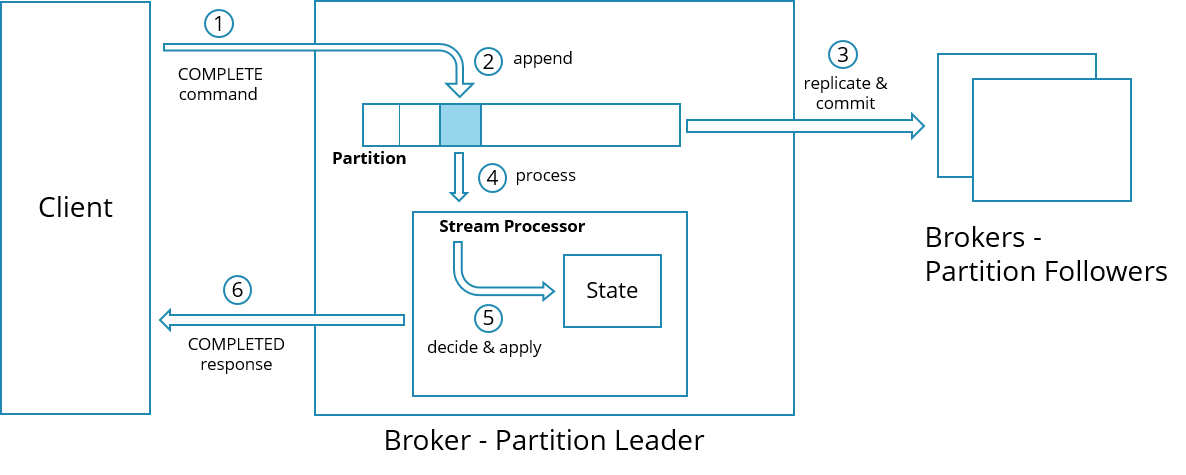 1
COMPLETE
command
2
append
3
replicate &
commit
Partition
4
process
Client
Stream Processor
State
5
decide & apply
6
COMPLETED
response
Brokers -
Partition Followers
Broker - Partition Leader